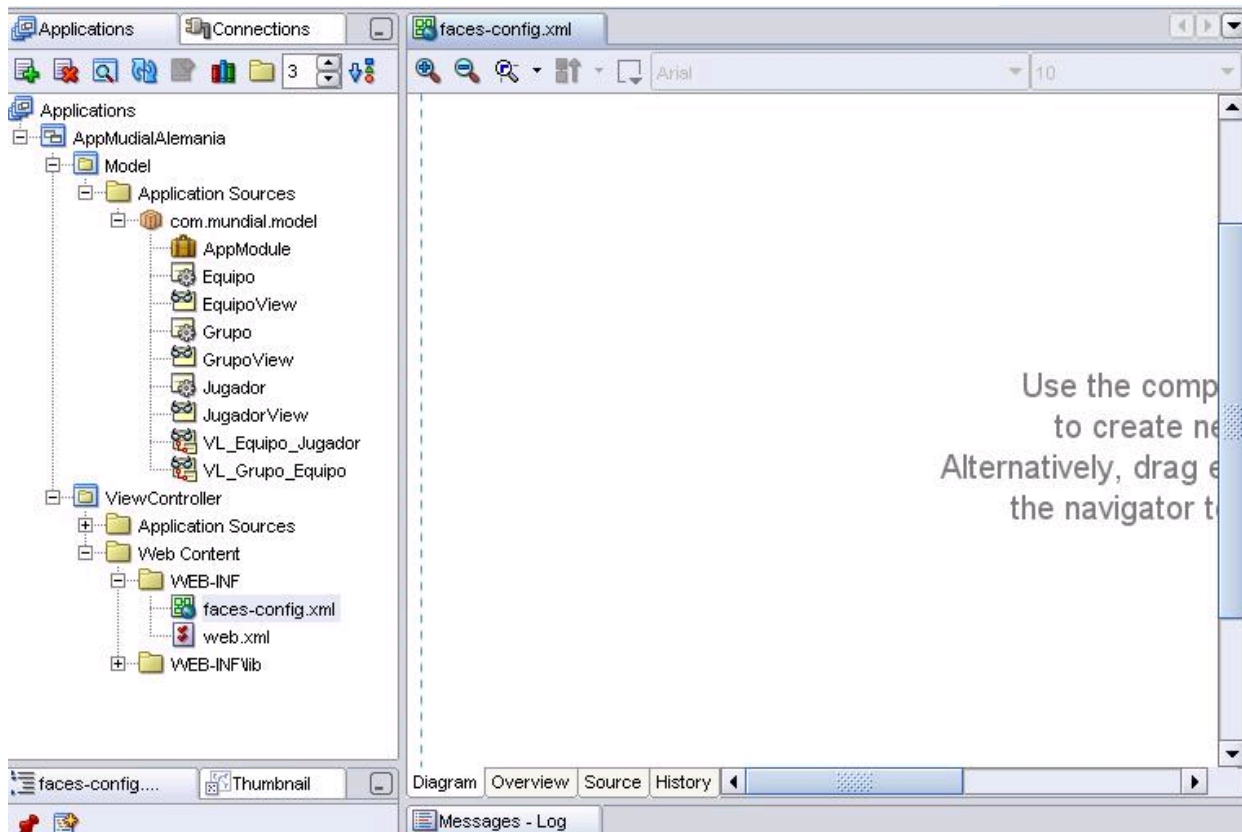 Applications
Connections
3
Applications
AppMudialAlemania
Model
Application Sources
com.mundial.model
AppModule
Equipo
EquipoView
Grupo
GrupoView
Jugador
JugadorView
VL_Equipo_Jugador
VL_Grupo_Equipo
ViewController
Application Sources
Web Content
WEB-INF
faces-config.xml
web.xml
WEB-INF\lib
faces-config....
Thumbnail
faces-config.xml
Arial
10
Use the comp
to create ne
Alternatively, drag e
the navigator t
Diagram
Overview
Source
History
Messages - Log